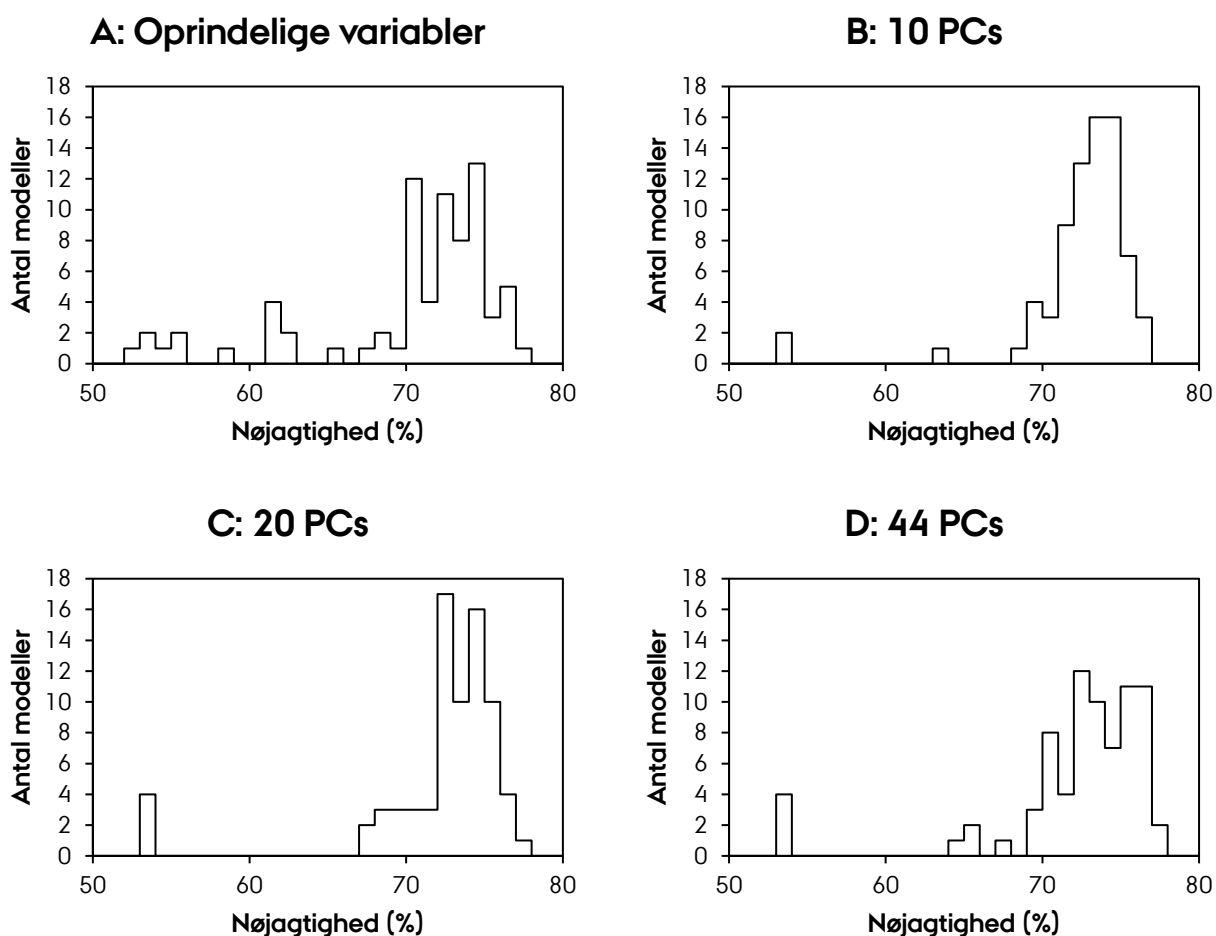 A: Oprindelige variabler
18
16
14
12
10
8
6
4
2
0
Antal modeller
50 60 70 80
Nøjagtighed (%)
B: 10 PCs
18
16
14
12
10
8
6
4
2
0
Antal modeller
50 60 70 80
Nøjagtighed (%)
C: 20 PCs
18
16
14
12
10
8
6
4
2
0
Antal modeller
50 60 70 80
Nøjagtighed (%)
D: 44 PCs
18
16
14
12
10
8
6
4
2
0
Antal modeller
50 60 70 80
Nøjagtighed (%)